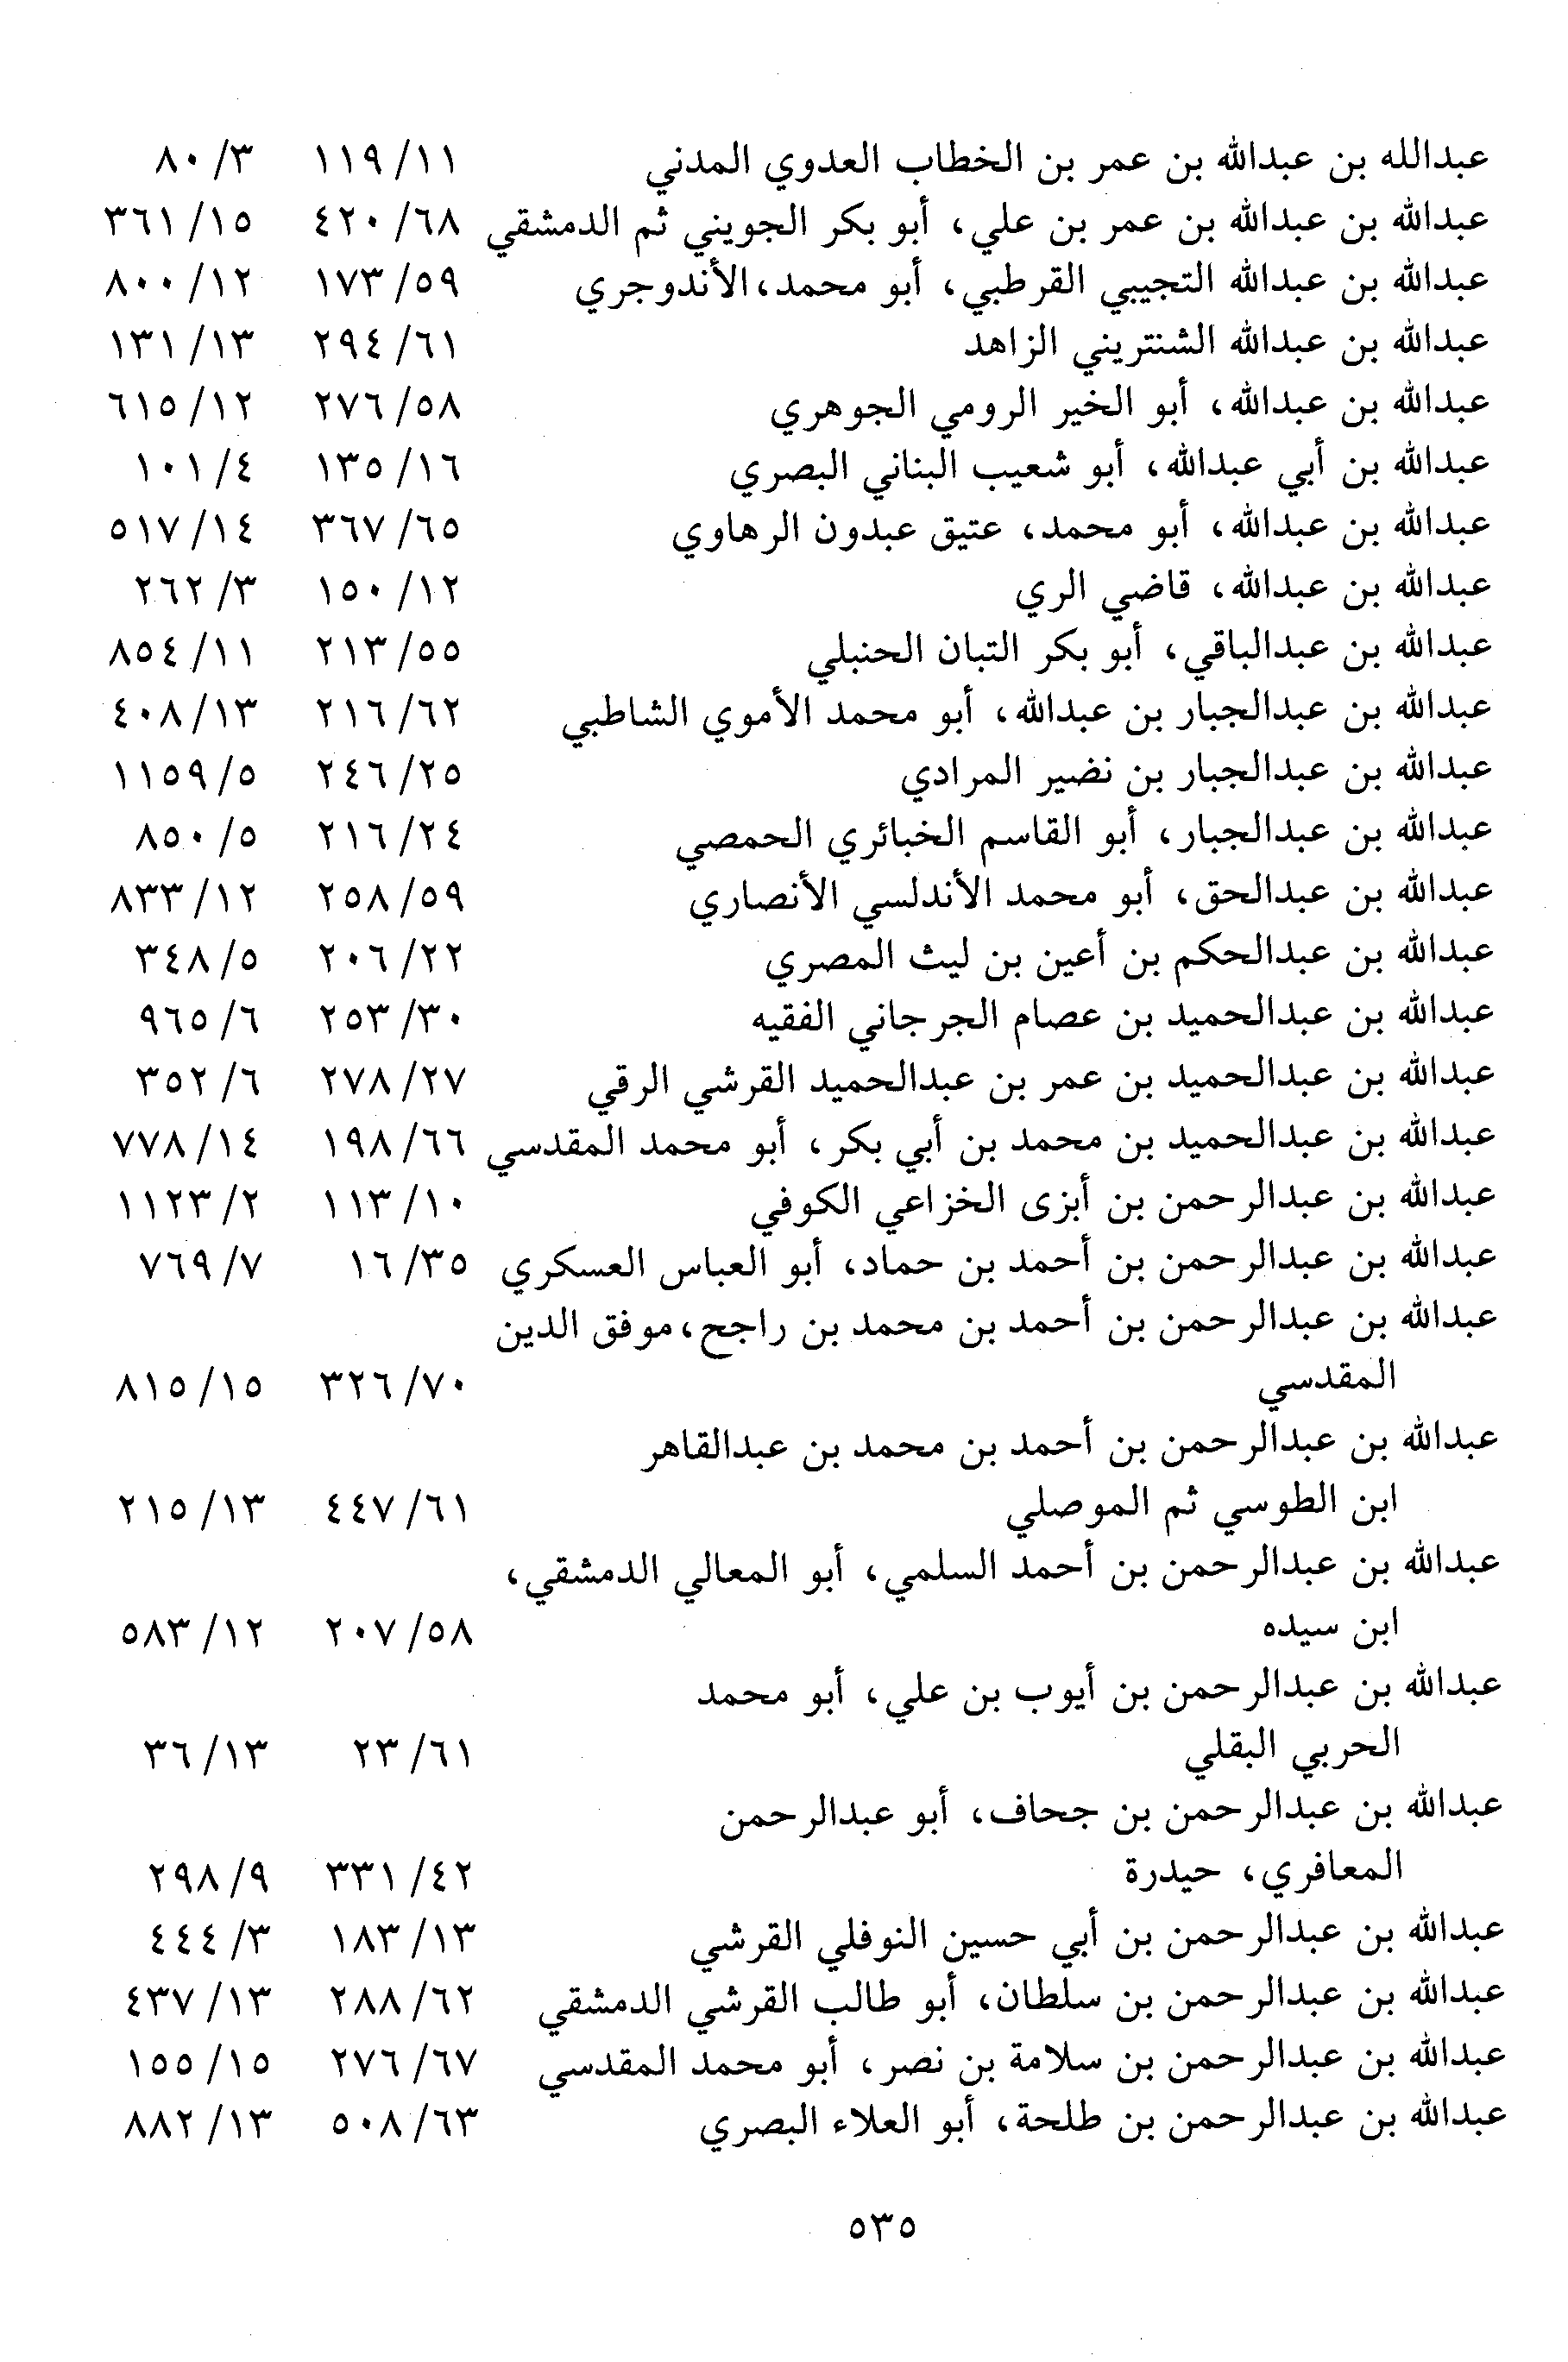 عبدالله بن عبدالله بن عمر بن الخطاب العدوي المدني ١١٩/١١ ٨٠/٣
عبدالله بن عبدالله بن عمر بن علي، أبو بكر الجويني ثم الدمشقي ٤٢٠/٦٨ ٣٦١/١٥
عبدالله بن عبدالله التجيبي القرطبي، أبو محمد،الأندوجري ١٧٣/٥٩ ٨٠٠/١٢
عبدالله بن عبدالله الشنتريني الزاهد ٢٩٤/٦١ ١٣١/١٣
عبدالله بن عبدالله، أبو الخير الرومي الجوهري ٢٧٦/٥٨ ٦١٥/١٢
عبدالله بن أبي عبدالله، أبو شعيب البناني البصري ١٣٥/١٦ ١٠١/٤
عبدالله بن عبدالله، أبو محمد، عتيق عبدون الرهاوي ٣٦٧/٦٥ ٥١٧/١٤
عبدالله بن عبدالله، قاضي الري ١٥٠/١٢ ٢٦٢/٣
عبدالله بن عبدالباقي، أبو بكر التبان الحنبلي ٢١٣/٥٥ ٨٥٤/١١
عبدالله بن عبدالجبار بن عبدالله، أبو محمد الأموي الشاطبي ٢١٦/٦٢ ٤٠٨/١٣
عبدالله بن عبدالجبار بن نضير المرادي ٢٤٦/٢٥ ١١٥٩/٥
عبدالله بن عبدالجبار، أبو القاسم الخبائري الحمصي ٢١٦/٢٤ ٨٥٠/٥
عبدالله بن عبدالحق، أبو محمد الأندلسي الأنصاري ٢٥٨/٥٩ ٨٣٣/١٢
عبدالله بن عبدالحكم بن أعين بن ليث المصري ٢٠٦/٢٢ ٣٤٨/٥
عبدالله بن عبدالحميد بن عصام الجرجاني الفقيه ٢٥٣/٣٠ ٩٦٥/٦
عبدالله بن عبدالحميد بن عمر بن عبدالحميد القرشي الرقي ٢٧٨/٢٧ ٣٥٢/٦
عبدالله بن عبدالحميد بن محمد بن أبي بكر، أبو محمد المقدسي ١٩٨/٦٦ ٧٧٨/١٤
عبدالله بن عبدالرحمن بن أبزى الخزاعي الكوفي ١١٣/١٠ ١١٢٣/٢
عبدالله بن عبدالرحمن بن أحمد بن حماد، أبو العباس العسكري ١٦/٣٥ ٧٦٩/٧
عبدالله بن عبدالرحمن بن أحمد بن محمد بن راجح،موفق الدين
المقدسي ٣٢٦/٧٠ ٨١٥/١٥
عبدالله بن عبدالرحمن بن أحمد بن محمد بن عبدالقاهر
ابن الطوسي ثم الموصلي ٤٤٧/٦١ ٢١٥/١٣
عبدالله بن عبدالرحمن بن أحمد السلمي، أبو المعالي الدمشقي،
ابن سيده ٢٠٧/٥٨ ٥٨٣/١٢
عبدالله بن عبدالرحمن بن أيوب بن علي، أبو محمد
الحربي البقلي ٢٣/٦١ ٣٦/١٣
عبدالله بن عبدالرحمن بن جحاف، أبو عبدالرحمن
المعافري، حيدرة ٣٣١/٤٢ ٢٩٨/٩
عبدالله بن عبدالرحمن بن أبي حسين النوفلي القرشي ١٨٣/١٣ ٤٤٤/٣
عبدالله بن عبدالرحمن بن سلطان، أبو طالب القرشي الدمشقي ٢٨٨/٦٢ ٤٣٧/١٣
عبدالله بن عبدالرحمن بن سلامة بن نصر، أبو محمد المقدسي ٢٧٦/٦٧ ١٥٥/١٥
عبدالله بن عبدالرحمن بن طلحة، أبو العلاء البصري ٥٠٨/٦٣ ٨٨٢/١٣
٥٣٥